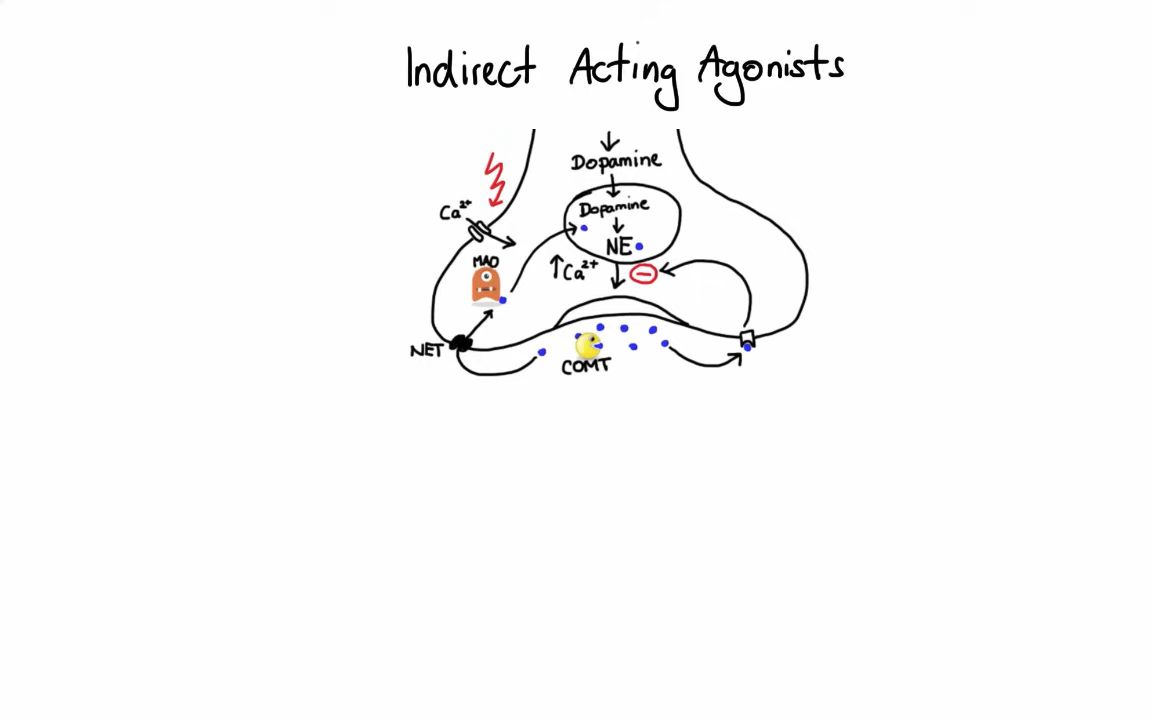 Indirect Acting Agonists
Dopamine
Dopamine
NE
Ca²⁺
↑Ca²⁺
MAO
NET
COMT